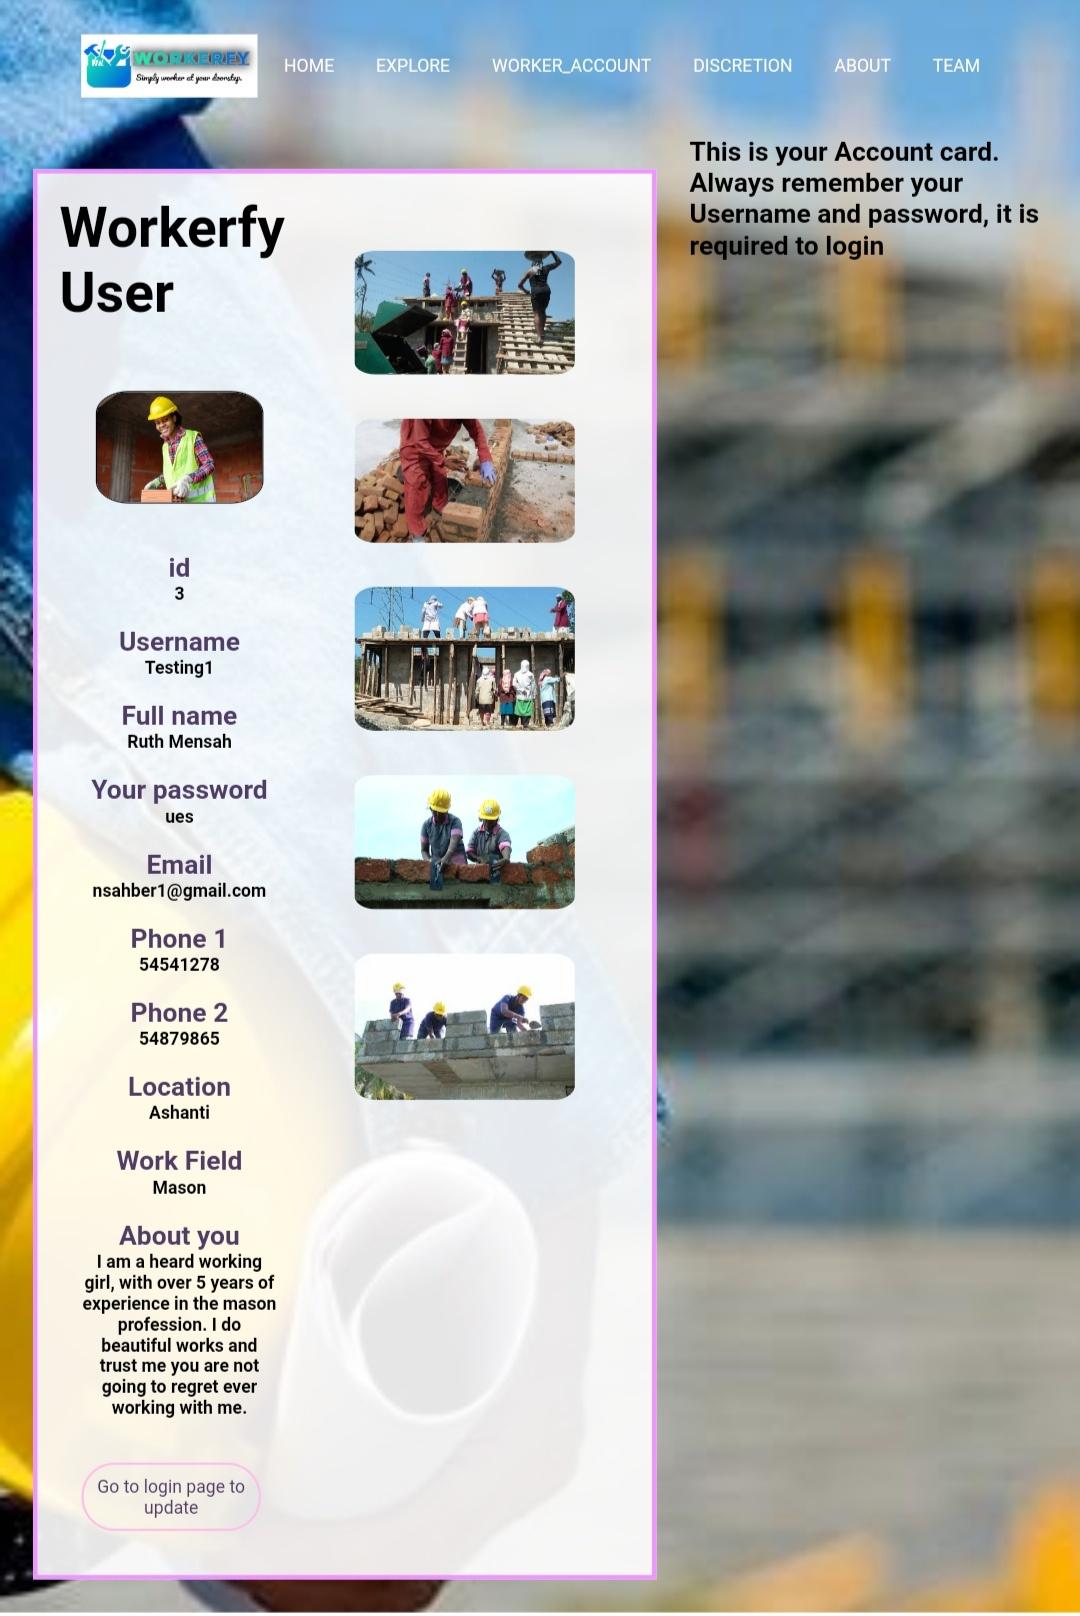 WORKERFY
Simply worker at your doorstep.
HOME EXPLORE WORKER_ACCOUNT DISCRETION ABOUT TEAM
This is your Account card.
Always remember your
Username and password, it is
required to login
Workerfy
User
id
3
Username
Testing1
Full name
Ruth Mensah
Your password
ues
Email
nsahber1@gmail.com
Phone 1
54541278
Phone 2
54879865
Location
Ashanti
Work Field
Mason
About you
I am a heard working
girl, with over 5 years of
experience in the mason
profession. I do
beautiful works and
trust me you are not
going to regret ever
working with me.
Go to login page to
update